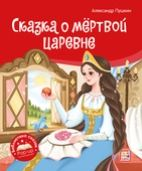 Александр Пушкин
Сказка о мёртвой
царевне